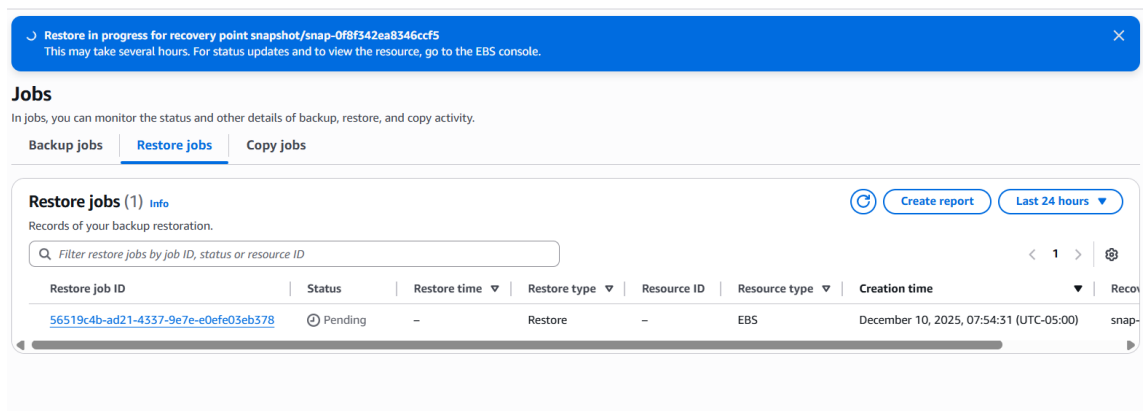 Restore in progress for recovery point snapshot/snap-0f8f342ea8346ccf5
This may take several hours. For status updates and to view the resource, go to the EBS console.
Jobs
In jobs, you can monitor the status and other details of backup, restore, and copy activity.
Backup jobs Restore jobs Copy jobs
Restore jobs (1) Info Create report Last 24 hours
Records of your backup restoration.
Filter restore jobs by job ID, status or resource ID 1
Restore job ID Status Restore time Restore type Resource ID Resource type Creation time Recov
56519c4b-ad21-4337-9e7e-e0efe03eb378 Pending – Restore – EBS December 10, 2025, 07:54:31 (UTC-05:00) snap-